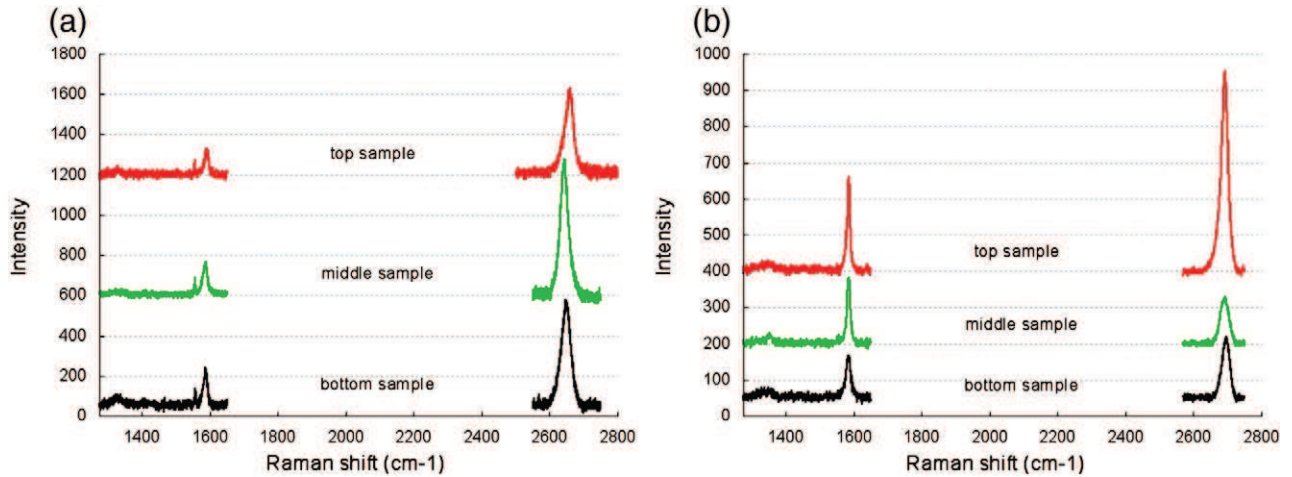 (a)
1800
1600
1400
1200
1000
800
600
400
200
0
Intensity
top sample
middle sample
bottom sample
1400 1600 1800 2000 2200 2400 2600 2800
Raman shift (cm-1)
(b)
1000
900
800
700
600
500
400
300
200
100
0
Intensity
top sample
middle sample
bottom sample
1400 1600 1800 2000 2200 2400 2600 2800
Raman shift (cm-1)